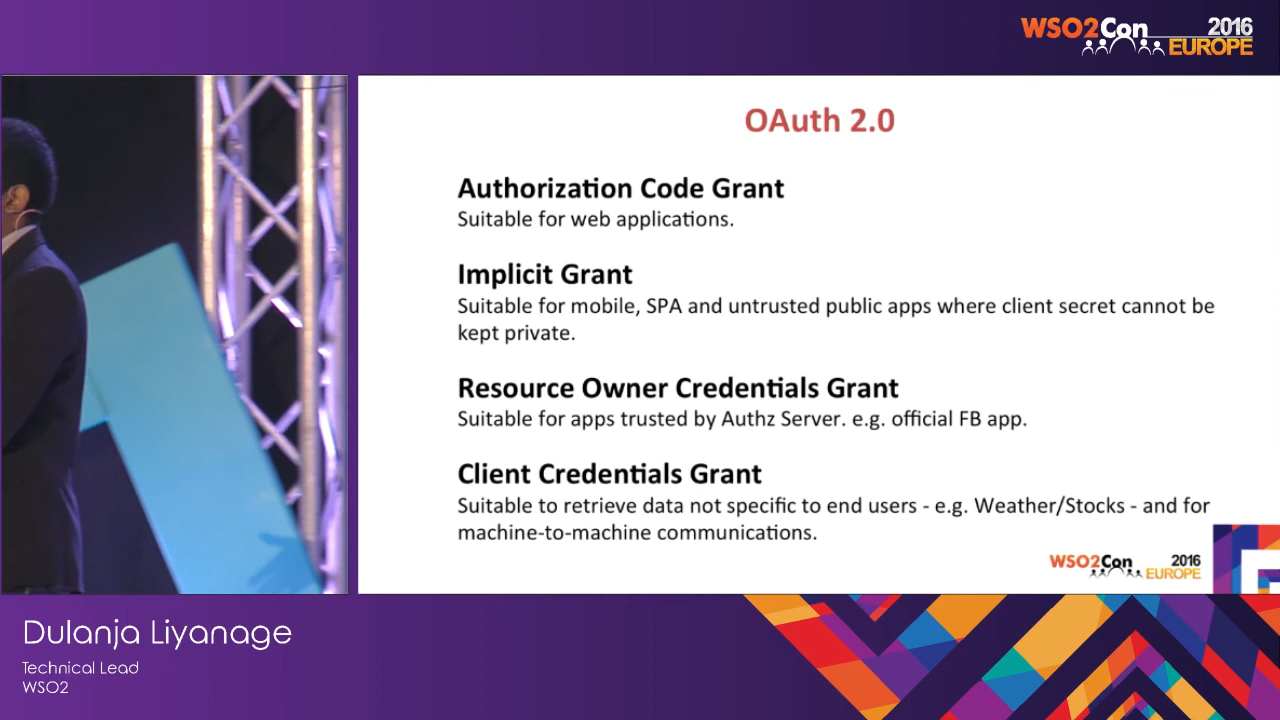 WSO2Con 2016
EUROPE
OAuth 2.0
Authorization Code Grant
Suitable for web applications.
Implicit Grant
Suitable for mobile, SPA and untrusted public apps where client secret cannot be
kept private.
Resource Owner Credentials Grant
Suitable for apps trusted by Authz Server. e.g. official FB app.
Client Credentials Grant
Suitable to retrieve data not specific to end users - e.g. Weather/Stocks - and for
machine-to-machine communications.
WSO2Con 2016
EUROPE
Dulanja Liyanage
Technical Lead
WSO2